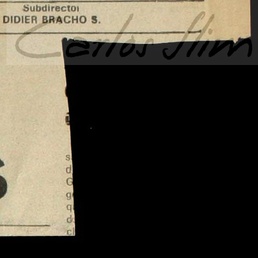 Subdirector
DIDIER BRACHO S.
Carlos Slim
S